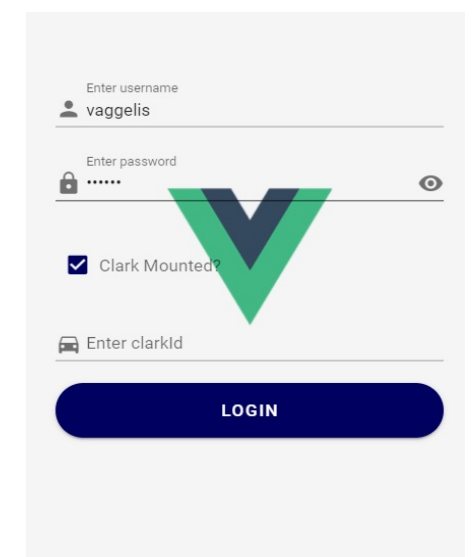 Enter username
vaggelis
Enter password
••••••
Clark Mounted?
Enter clarkId
LOGIN